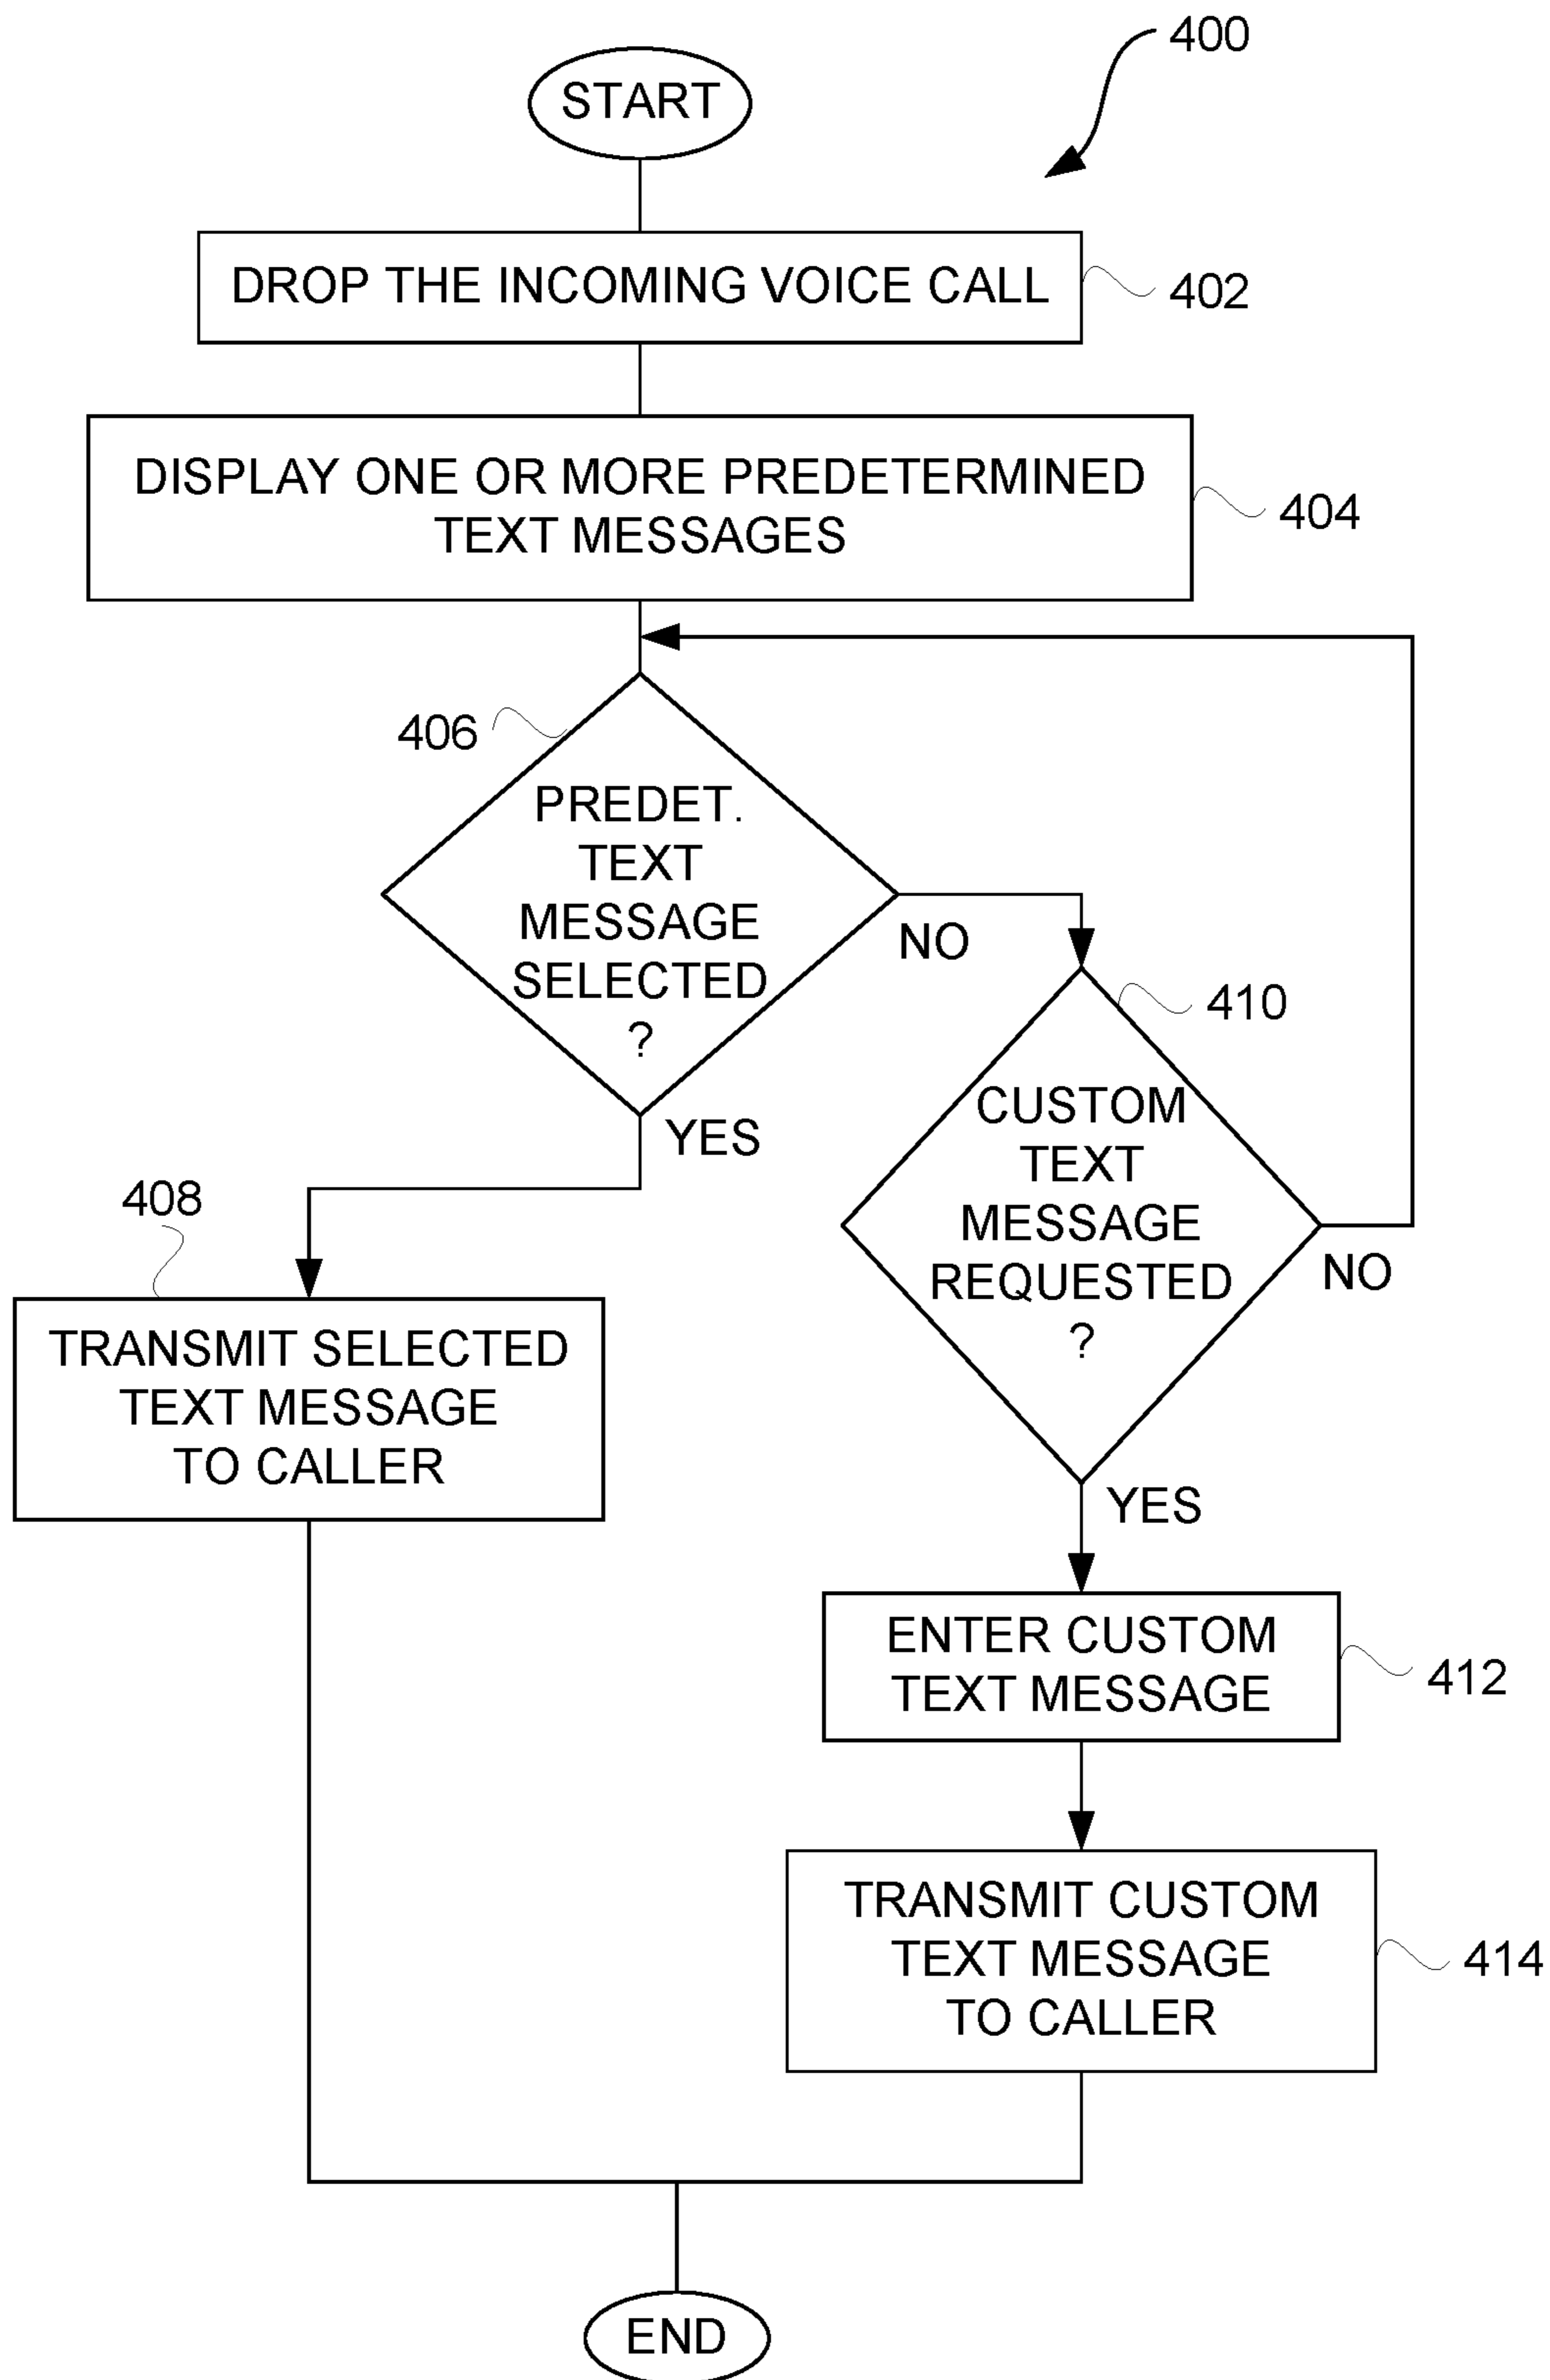 400
START
DROP THE INCOMING VOICE CALL
402
DISPLAY ONE OR MORE PREDETERMINED
TEXT MESSAGES
404
406
PREDET.
TEXT
MESSAGE
SELECTED
?
NO
YES
410
CUSTOM
TEXT
MESSAGE
REQUESTED
?
NO
YES
408
TRANSMIT SELECTED
TEXT MESSAGE
TO CALLER
ENTER CUSTOM
TEXT MESSAGE
412
TRANSMIT CUSTOM
TEXT MESSAGE
TO CALLER
414
END